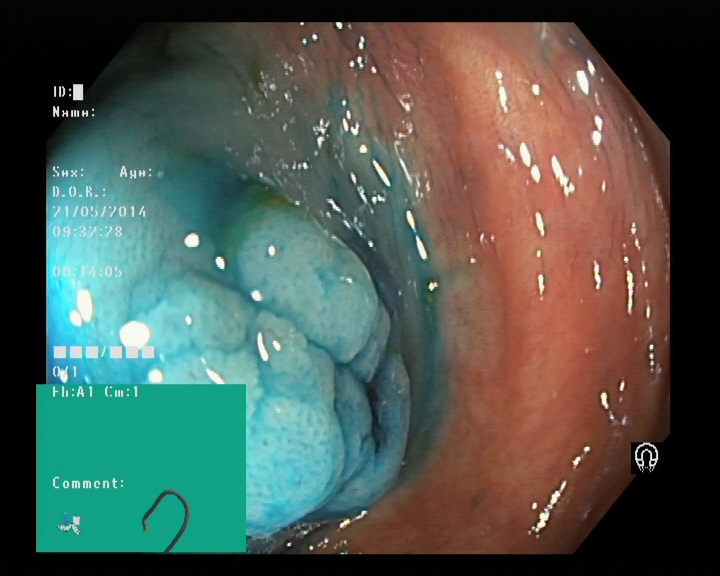 ID:
Name:
Sex: Age:
D.O.B.:
21/05/2014
09:32:28
00:14:05
/
0/1
Eh:A1 Cm:1
Comment: